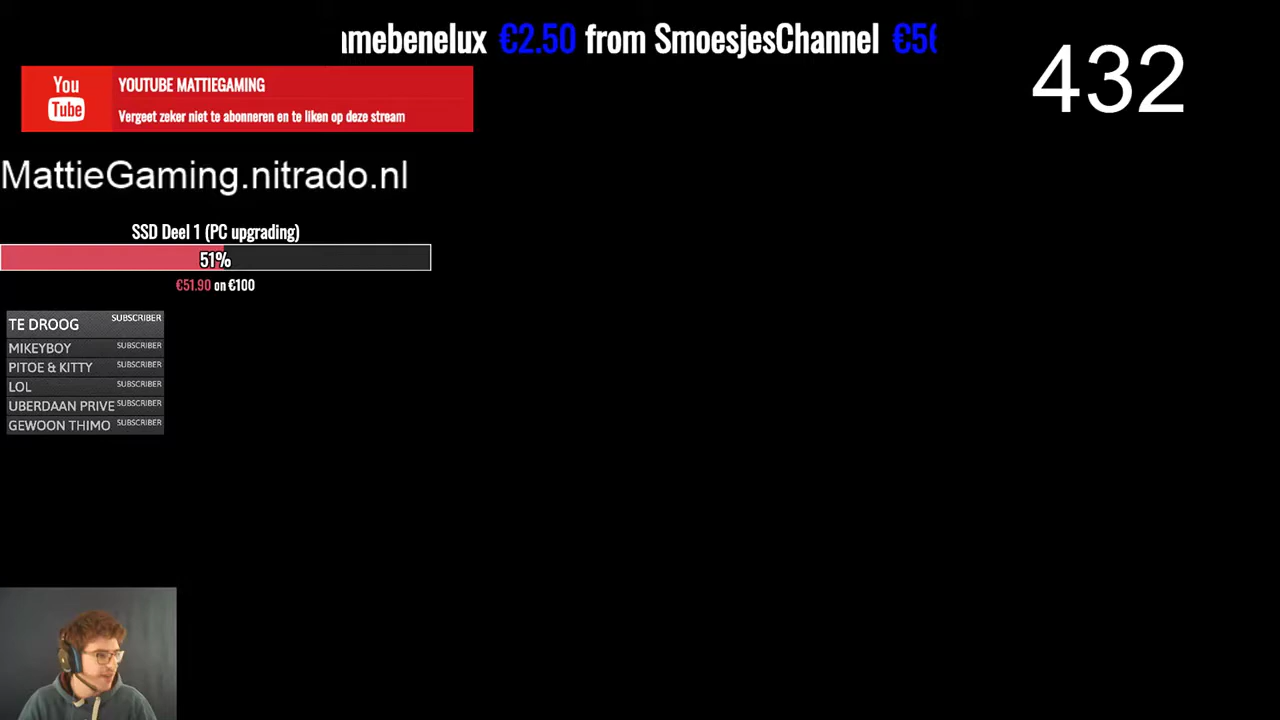 €2.50 from SmoesjesChannel
432
You Tube
YOUTUBE MATTIEGAMING
Vergeet zeker niet te abonneren en te liken op deze stream
MattieGaming.nitrado.nl
SSD Deel 1 (PC upgrading)
51%
€51.90 on €100
TE DROOG SUBSCRIBER
MIKEYBOY SUBSCRIBER
PITOE & KITTY SUBSCRIBER
LOL SUBSCRIBER
UBERDAAN PRIVE SUBSCRIBER
GEWOON THIMO SUBSCRIBER